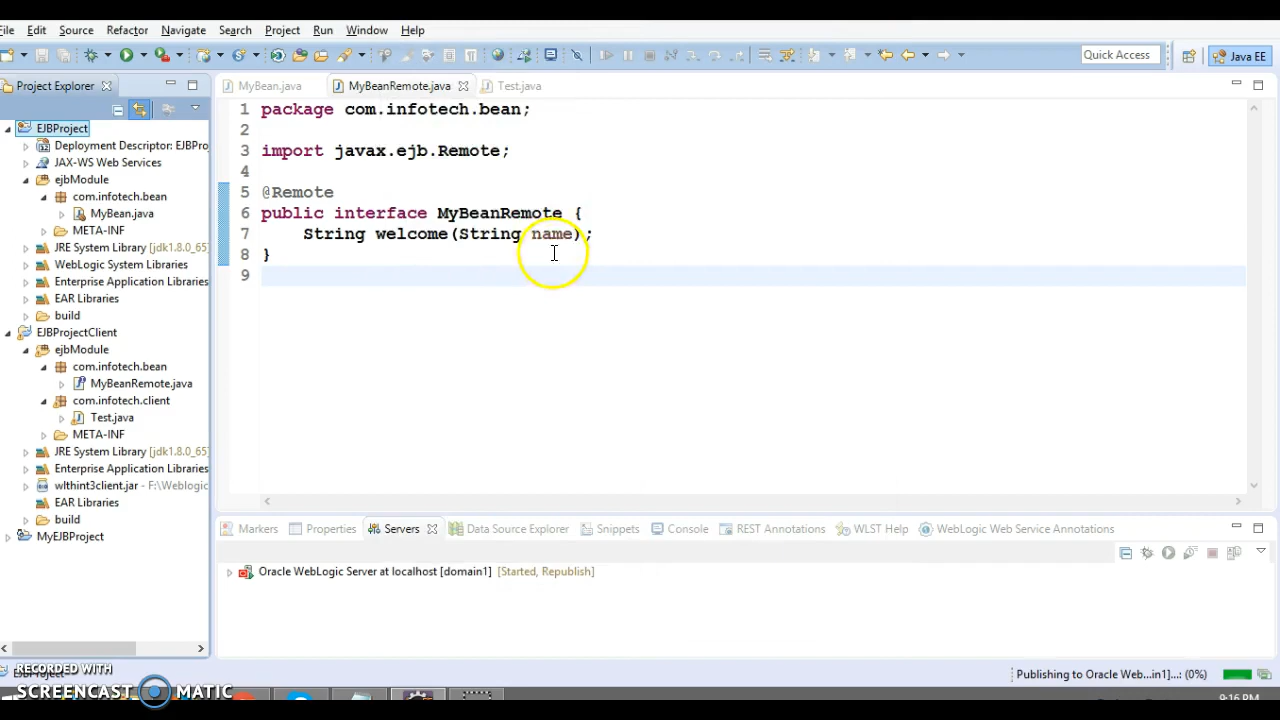 File Edit Source Refactor Navigate Search Project Run Window Help
Quick Access Java EE
Project Explorer
MyBean.java MyBeanRemote.java Test.java
EJBProject
Deployment Descriptor: EJBPro
JAX-WS Web Services
ejbModule
com.infotech.bean
MyBean.java
META-INF
JRE System Library [jdk1.8.0_65]
WebLogic System Libraries
Enterprise Application Libraries
EAR Libraries
build
EJBProjectClient
ejbModule
com.infotech.bean
MyBeanRemote.java
com.infotech.client
Test.java
META-INF
JRE System Library [jdk1.8.0_65]
Enterprise Application Libraries
wlthint3client.jar - F:\Weblogic
EAR Libraries
build
MyEJBProject
1 package com.infotech.bean;
2
3 import javax.ejb.Remote;
4
5 @Remote
6 public interface MyBeanRemote {
7 String welcome(String name);
8 }
9
Markers Properties Servers Data Source Explorer Snippets Console REST Annotations WLST Help WebLogic Web Service Annotations
Oracle WebLogic Server at localhost [domain1] [Started, Republish]
EJBProject
Publishing to Oracle Web...in1]...: (0%)
RECORDED WITH
SCREENCAST MATIC
9:16 PM